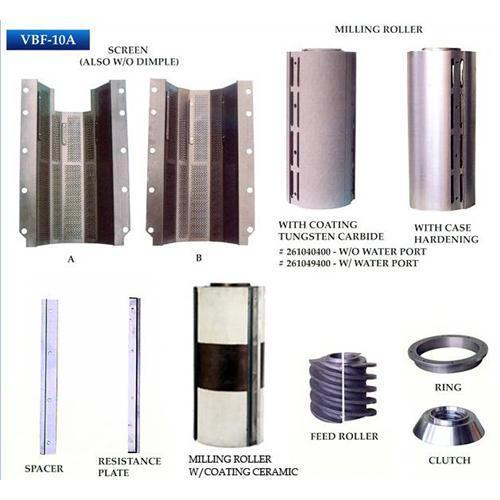 VBF-10A
SCREEN
(ALSO W/O DIMPLE)
MILLING ROLLER
A
B
WITH COATING
TUNGSTEN CARBIDE
# 261040400 - W/O WATER PORT
# 261049400 - W/ WATER PORT
WITH CASE
HARDENING
SPACER
RESISTANCE
PLATE
MILLING ROLLER
W/COATING CERAMIC
FEED ROLLER
RING
CLUTCH